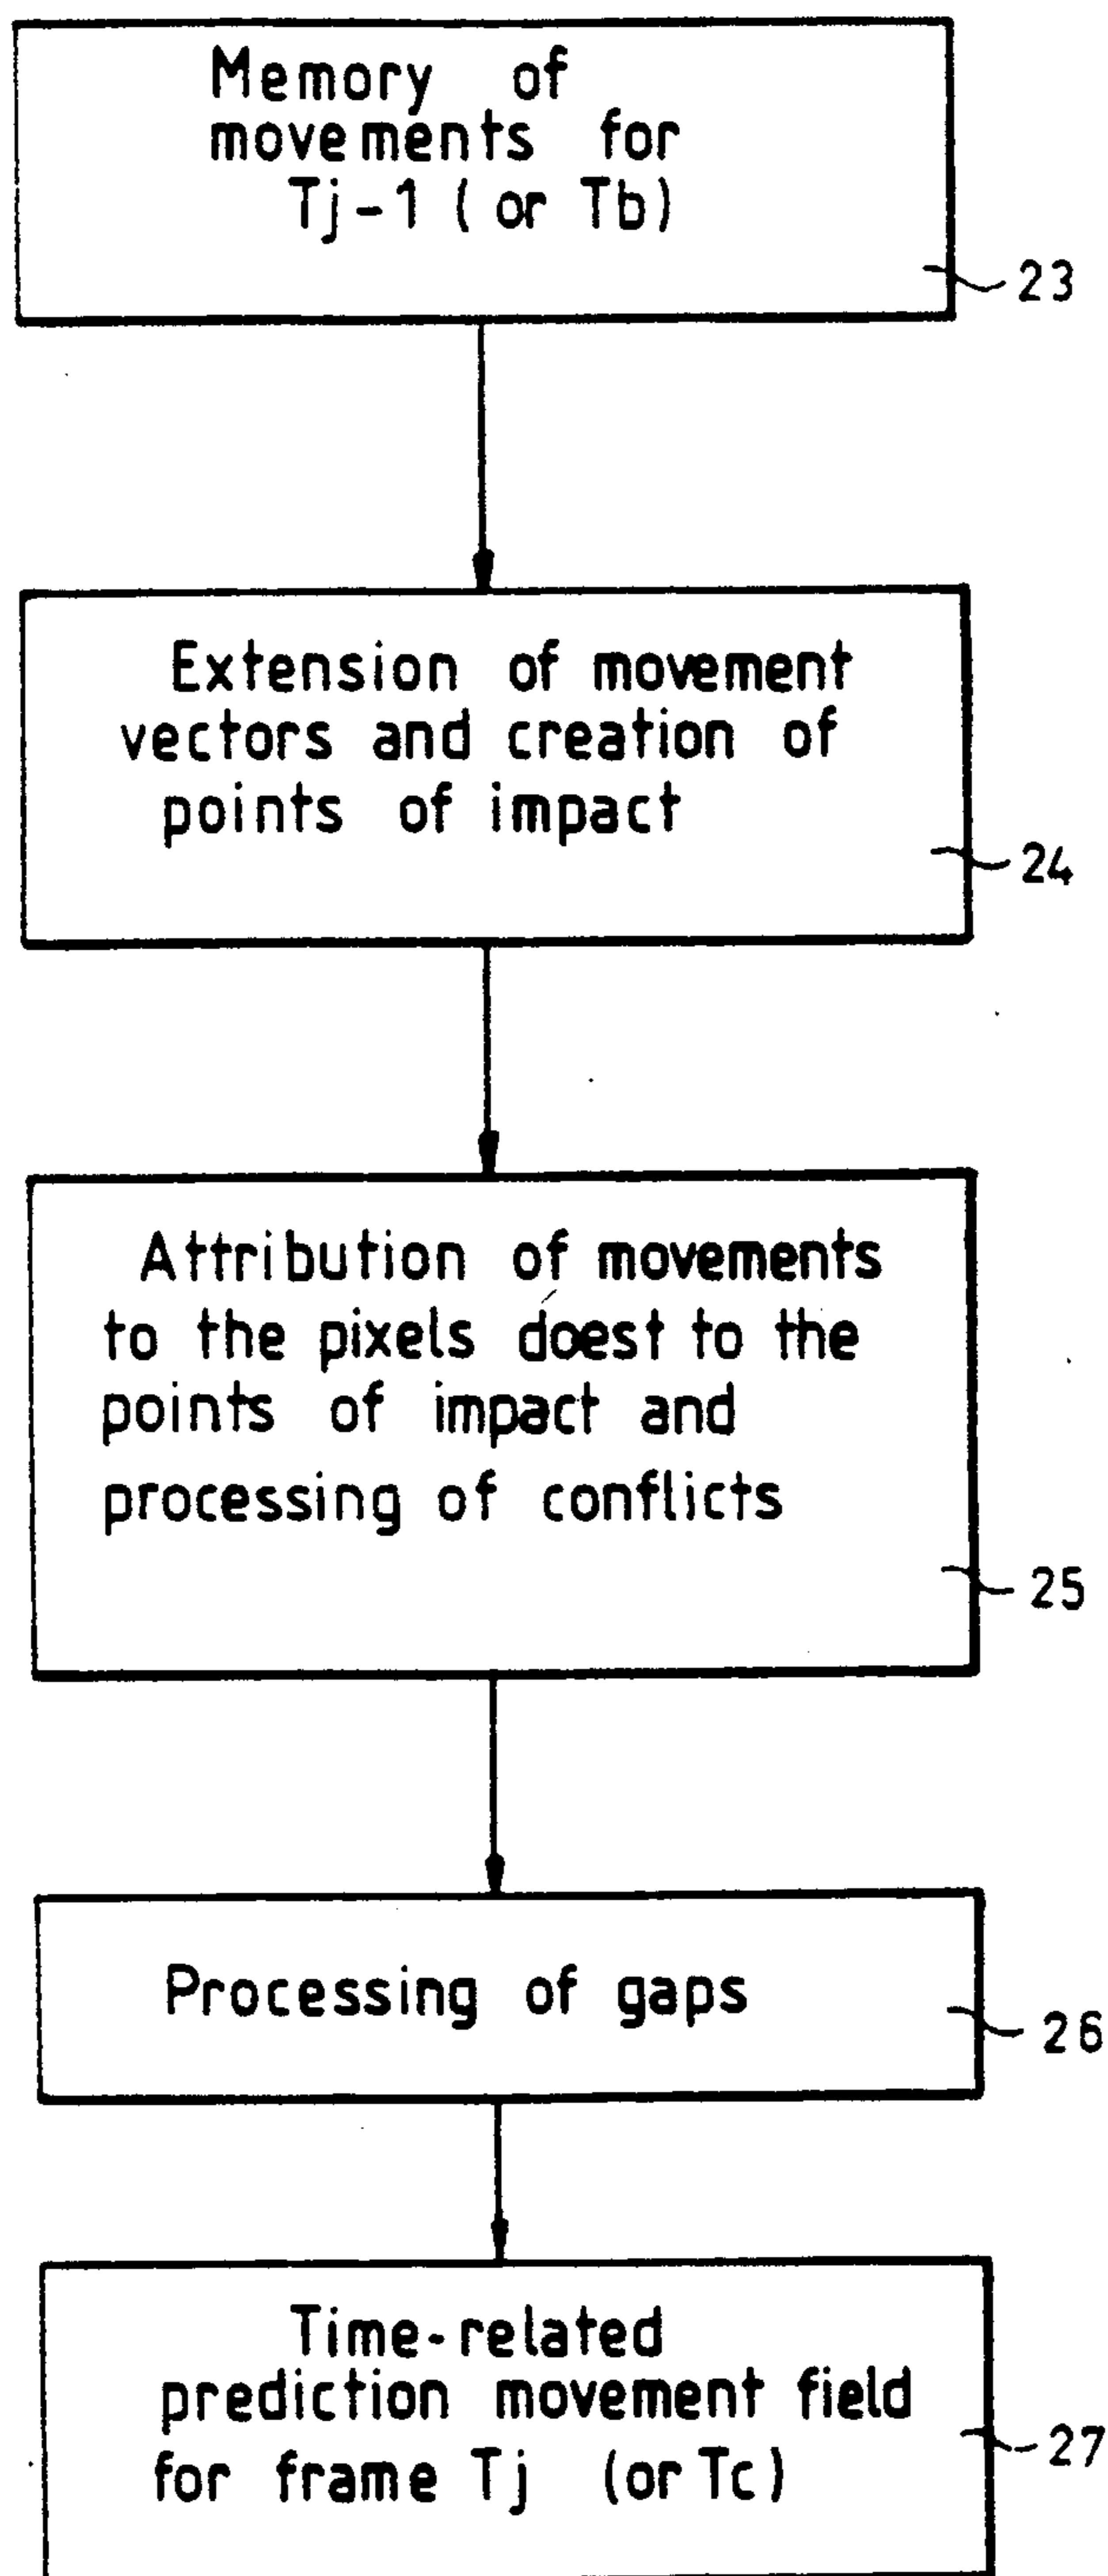 Memory of
movements for
Tj-1 (or Tb)
23
Extension of movement
vectors and creation of
points of impact
24
Attribution of movements
to the pixels doest to the
points of impact and
processing of conflicts
25
Processing of gaps
26
Time-related
prediction movement field
for frame Tj (or Tc)
27